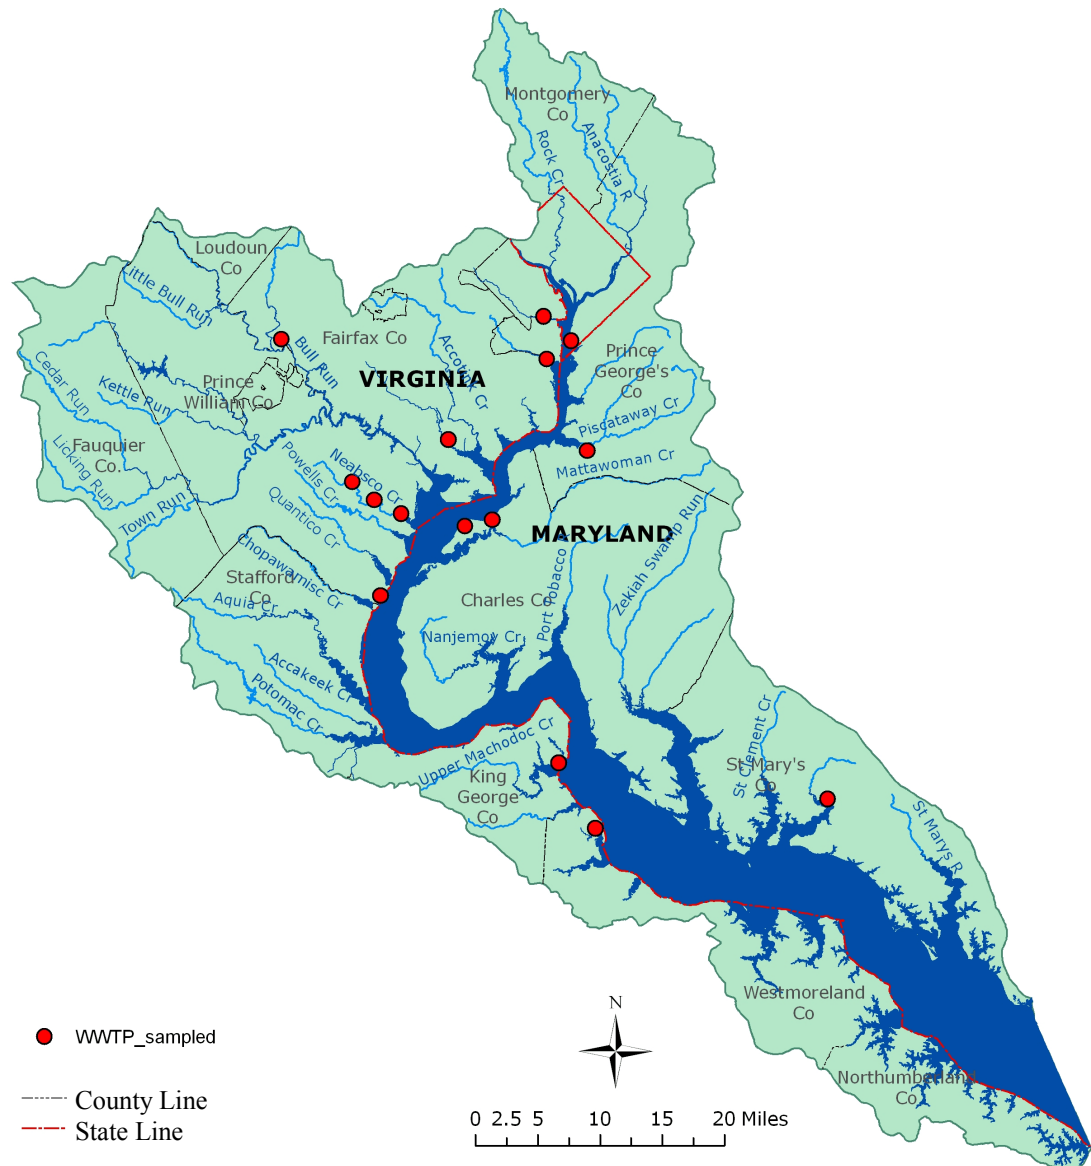 Montgomery
Co
Rock Cr
Anacostia R
Loudoun
Co
Little Bull Run
Fairfax Co
Bull Run
Accotink Cr
VIRGINIA
Prince
George's
Co
Cedar Run
Kettle Run
Prince
William Co
Piscataway Cr
Fauquier
Co.
Licking Run
Town Run
Neabsco Cr
Powells Cr
Quantico Cr
Mattawoman Cr
MARYLAND
Chopawamisc Cr
Stafford
Co
Aquia Cr
Charles Co
Port Tobacco R
Zekiah Swamp Run
Nanjemoy Cr
Accakeek Cr
Potomac Cr
Upper Machodoc Cr
King
George
Co
St Clement Cr
St Mary's
Co
St Marys R
Westmoreland
Co
Northumberland
Co.
WWTP_sampled
County Line
State Line
N
0 2.5 5 10 15 20 Miles